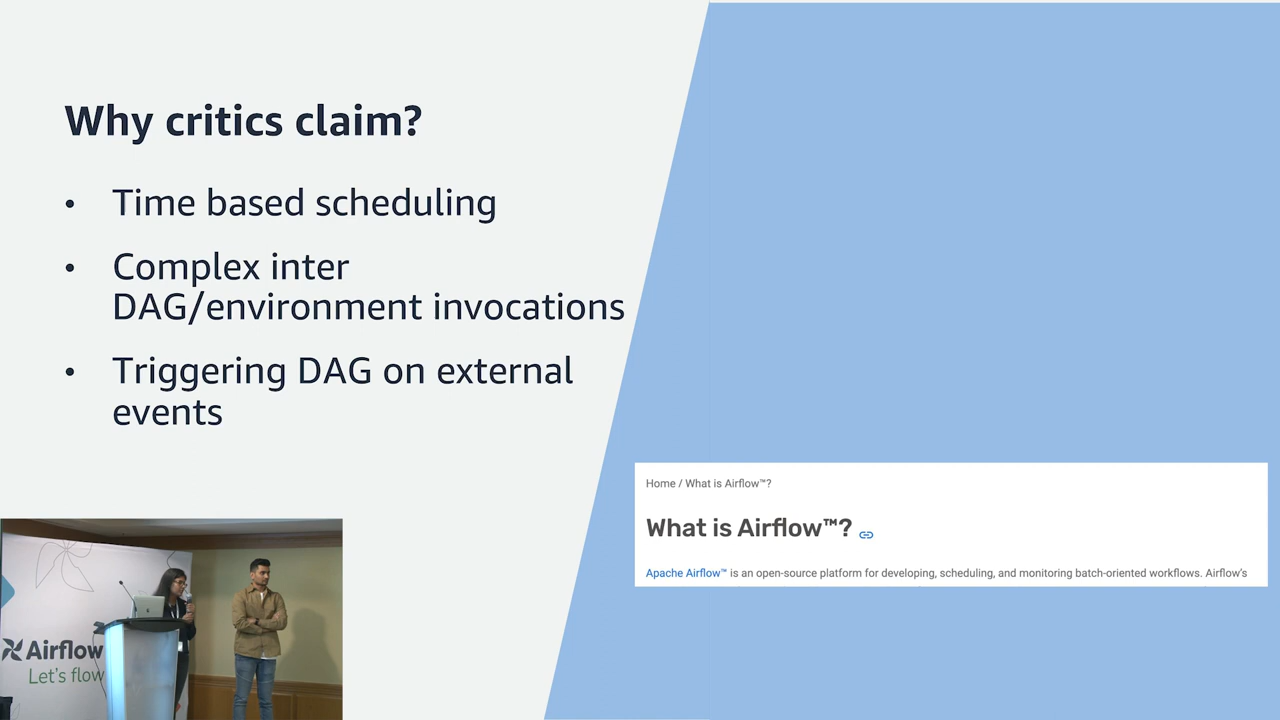 Why critics claim?
• Time based scheduling
• Complex inter
DAG/environment invocations
• Triggering DAG on external
events
Home / What is Airflow™?
What is Airflow™?
Apache Airflow™ is an open-source platform for developing, scheduling, and monitoring batch-oriented workflows. Airflow's
Airflow
Let's flow